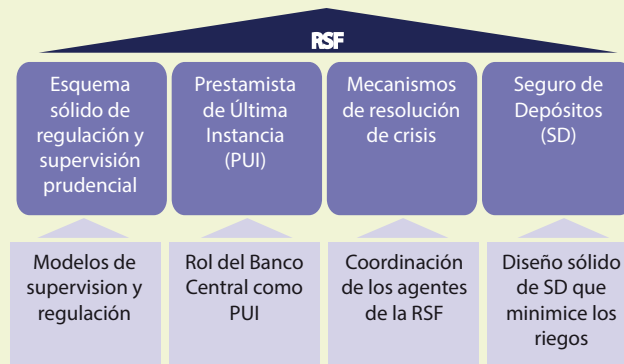 RSF
Esquema
sólido de
regulación y
supervisión
prudencial
Prestamista
de Última
Instancia
(PUI)
Mecanismos
de resolución
de crisis
Seguro de
Depósitos
(SD)
Modelos de
supervision y
regulación
Rol del Banco
Central como
PUI
Coordinación
de los agentes
de la RSF
Diseño sólido
de SD que
minimice los
riegos